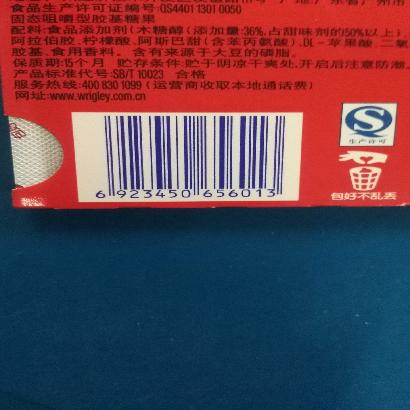 食品生产许可证编号:QS4401 1301 0050
固态咀嚼型胶基糖果
配料:食品添加剂(木糖醇(添加量:36%,占甜味剂的50%以上),
阿拉伯胶,柠檬酸,阿斯巴甜(含苯丙氨酸),DL-苹果酸,二氧
胶基,食用香料。含有来源于大豆的磷脂。
保质期:15个月 贮存条件:贮于阴凉干爽处,开启后注意防潮
产品标准代号:SB/T 10023 合格
服务热线:400 830 1099 (运营商收取本地通话费)
网址:www.wrigley.com.cn
生产许可
6 923450 656013
包好不乱丢